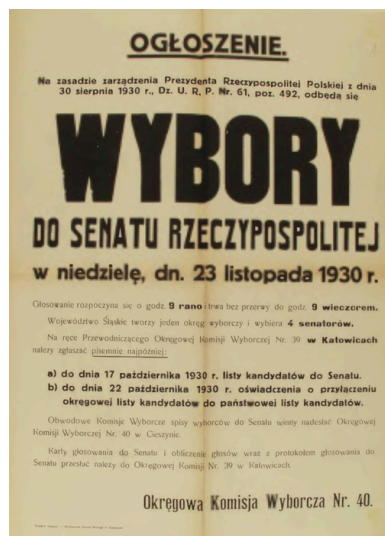 OGŁOSZENIE.
Na zasadzie zarządzenia Prezydenta Rzeczypospolitej Polskiej z dnia
30 sierpnia 1930 r., Dz. U. R. P. Nr. 61, poz. 492, odbędą się
WYBORY
DO SENATU RZECZYPOSPOLITEJ
w niedzielę, dn. 23 listopada 1930 r.
Głosowanie rozpoczyna się o godz. 9 rano i trwa bez przerwy do godz. 9 wieczorem.
Województwo Śląskie tworzy jeden okręg wyborczy i wybiera 4 senatorów.
Na ręce Przewodniczącego Okręgowej Komisji Wyborczej Nr. 39 w Katowicach
należy zgłaszać pisemnie najpóźniej:
a) do dnia 17 października 1930 r. listy kandydatów do Senatu.
b) do dnia 22 października 1930 r. oświadczenia o przyłączeniu
okręgowej listy kandydatów do państwowej listy kandydatów.
Obwodowe Komisje Wyborcze spisy wyborców do Senatu winny nadesłać Okręgowej
Komisji Wyborczej Nr. 40 w Cieszynie.
Karty głosowania do Senatu i obliczenie głosów wraz z protokołem głosowania do
Senatu przesłać należy do Okręgowej Komisji Nr. 39 w Katowicach.
Okręgowa Komisja Wyborcza Nr. 40.